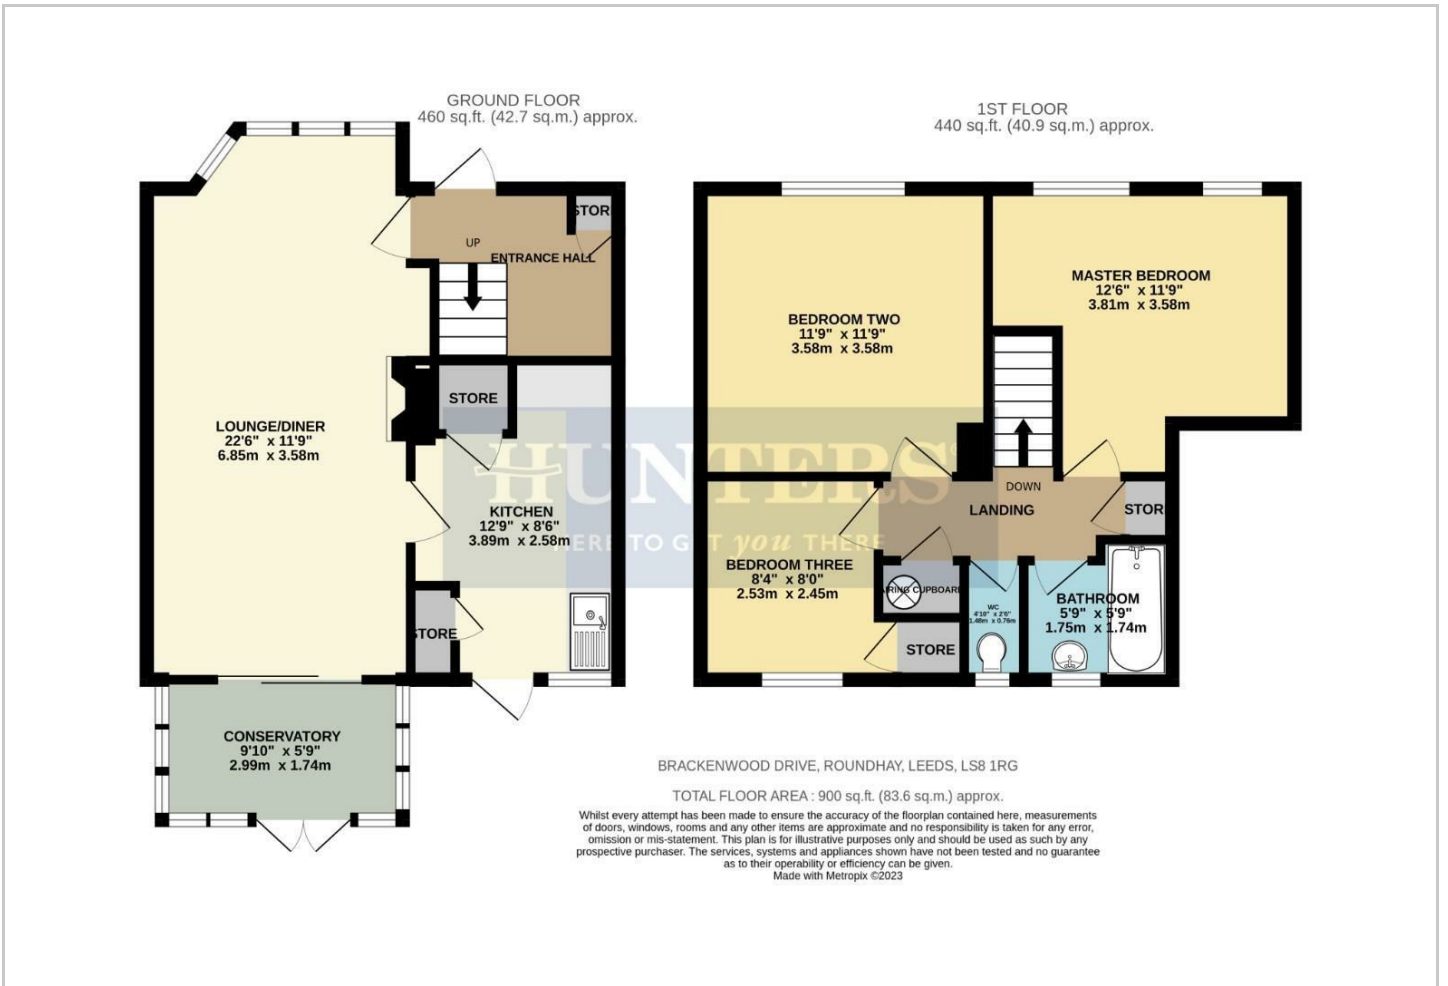 GROUND FLOOR
460 sq.ft. (42.7 sq.m.) approx.
STOR
UP
ENTRANCE HALL
STORE
LOUNGE/DINER
22'6" x 11'9"
6.85m x 3.58m
KITCHEN
12'9" x 8'6"
3.89m x 2.58m
STORE
CONSERVATORY
9'10" x 5'9"
2.99m x 1.74m
1ST FLOOR
440 sq.ft. (40.9 sq.m.) approx.
MASTER BEDROOM
12'6" x 11'9"
3.81m x 3.58m
BEDROOM TWO
11'9" x 11'9"
3.58m x 3.58m
DOWN
LANDING
STOR
BEDROOM THREE
8'4" x 8'0"
2.53m x 2.45m
AIRING CUPBOARD
STORE
WC
4'10" x 2'6"
1.48m x 0.76m
BATHROOM
5'9" x 5'9"
1.75m x 1.74m
HUNTERS®
HERE TO GET you THERE
BRACKENWOOD DRIVE, ROUNDHAY, LEEDS, LS8 1RG
TOTAL FLOOR AREA : 900 sq.ft. (83.6 sq.m.) approx.
Whilst every attempt has been made to ensure the accuracy of the floorplan contained here, measurements
of doors, windows, rooms and any other items are approximate and no responsibility is taken for any error,
omission or mis-statement. This plan is for illustrative purposes only and should be used as such by any
prospective purchaser. The services, systems and appliances shown have not been tested and no guarantee
as to their operability or efficiency can be given.
Made with Metropix ©2023